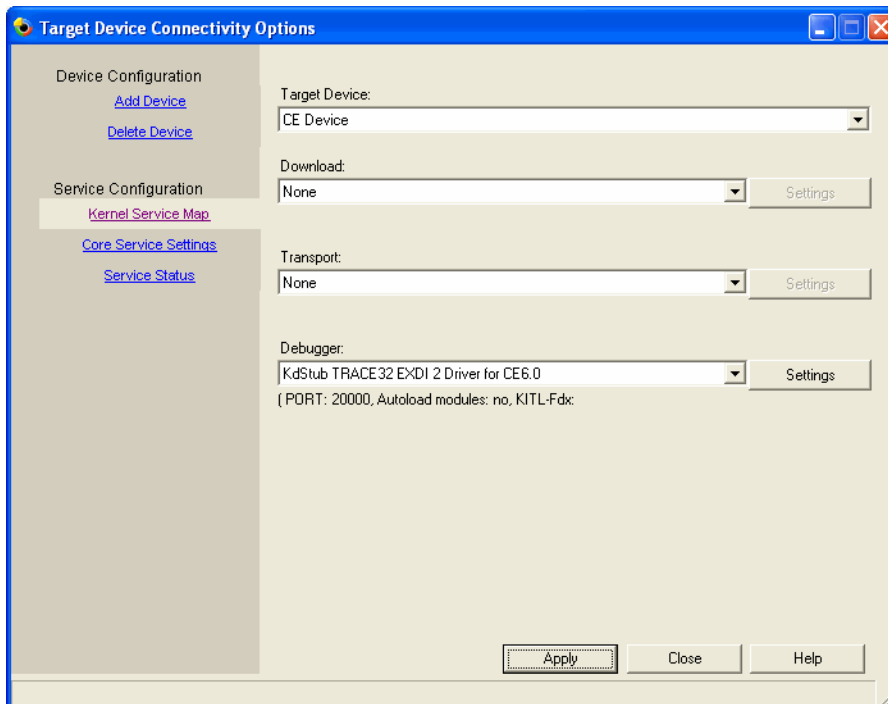 Target Device Connectivity Options
Device Configuration
Add Device
Delete Device
Service Configuration
Kernel Service Map
Core Service Settings
Service Status
Target Device:
CE Device
Download:
None
Settings
Transport:
None
Settings
Debugger:
KdStub TRACE32 EXDI 2 Driver for CE6.0
Settings
( PORT: 20000, Autoload modules: no, KITL-Fdx:
Apply
Close
Help